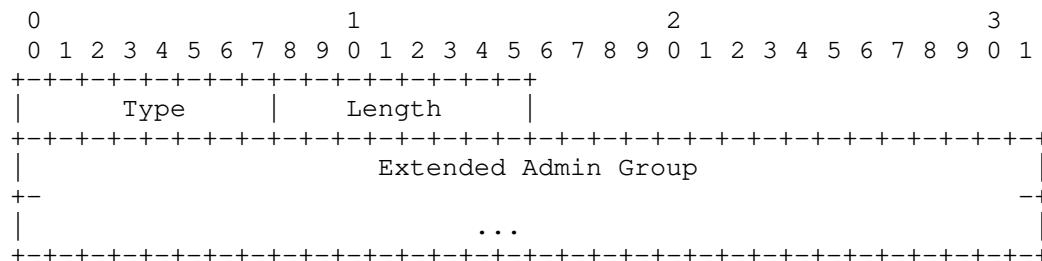 0                   1                   2                   3
 0 1 2 3 4 5 6 7 8 9 0 1 2 3 4 5 6 7 8 9 0 1 2 3 4 5 6 7 8 9 0 1
+-+-+-+-+-+-+-+-+-+-+-+-+-+-+-+-+
|      Type     |    Length     |
+-+-+-+-+-+-+-+-+-+-+-+-+-+-+-+-+-+-+-+-+-+-+-+-+-+-+-+-+-+-+-+-+
|                      Extended Admin Group                     |
+-                                                             -+
|                            ...                                |
+-+-+-+-+-+-+-+-+-+-+-+-+-+-+-+-+-+-+-+-+-+-+-+-+-+-+-+-+-+-+-+-+